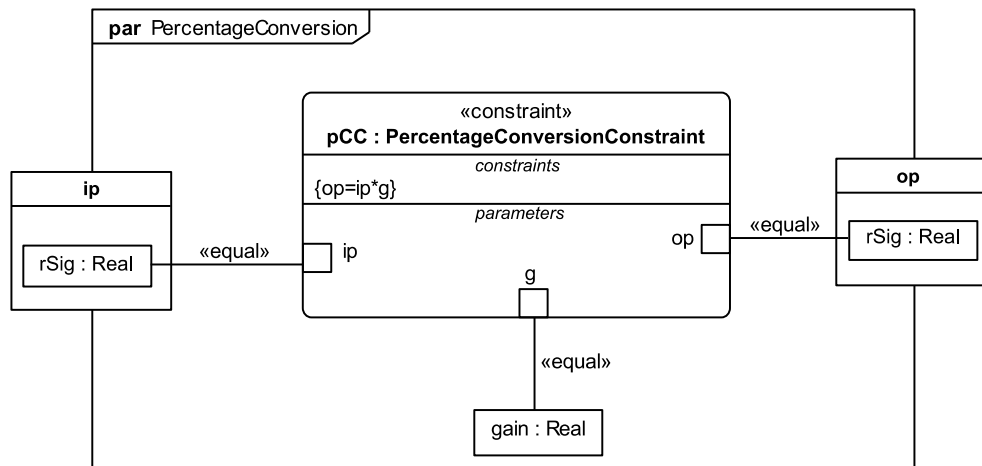 par PercentageConversion
«constraint»
pCC : PercentageConversionConstraint
constraints
{op=ip*g}
parameters
ip
rSig : Real
«equal»
ip
op
«equal»
op
rSig : Real
g
«equal»
gain : Real